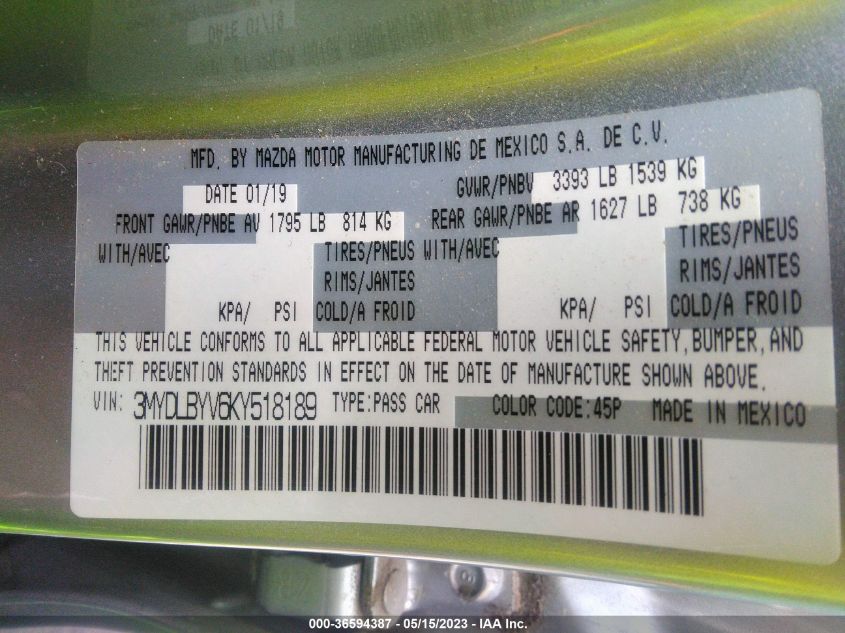 DATE 01/19
MFD. BY MAZDA MOTOR MANUFACTURING DE MEXICO S.A. DE C.V.
DATE 01/19 GVWR/PNBV 3393 LB 1539 KG
FRONT GAWR/PNBE AV 1795 LB 814 KG REAR GAWR/PNBE AR 1627 LB 738 KG
WITH/AVEC TIRES/PNEUS WITH/AVEC TIRES/PNEUS
RIMS/JANTES RIMS/JANTES
KPA/ PSI COLD/A FROID KPA/ PSI COLD/A FROID
THIS VEHICLE CONFORMS TO ALL APPLICABLE FEDERAL MOTOR VEHICLE SAFETY, BUMPER, AND
THEFT PREVENTION STANDARDS IN EFFECT ON THE DATE OF MANUFACTURE SHOWN ABOVE.
VIN: 3MYDLBYV6KY518189 TYPE:PASS CAR COLOR CODE:45P MADE IN MEXICO
000-36594387 - 05/15/2023 - IAA Inc.